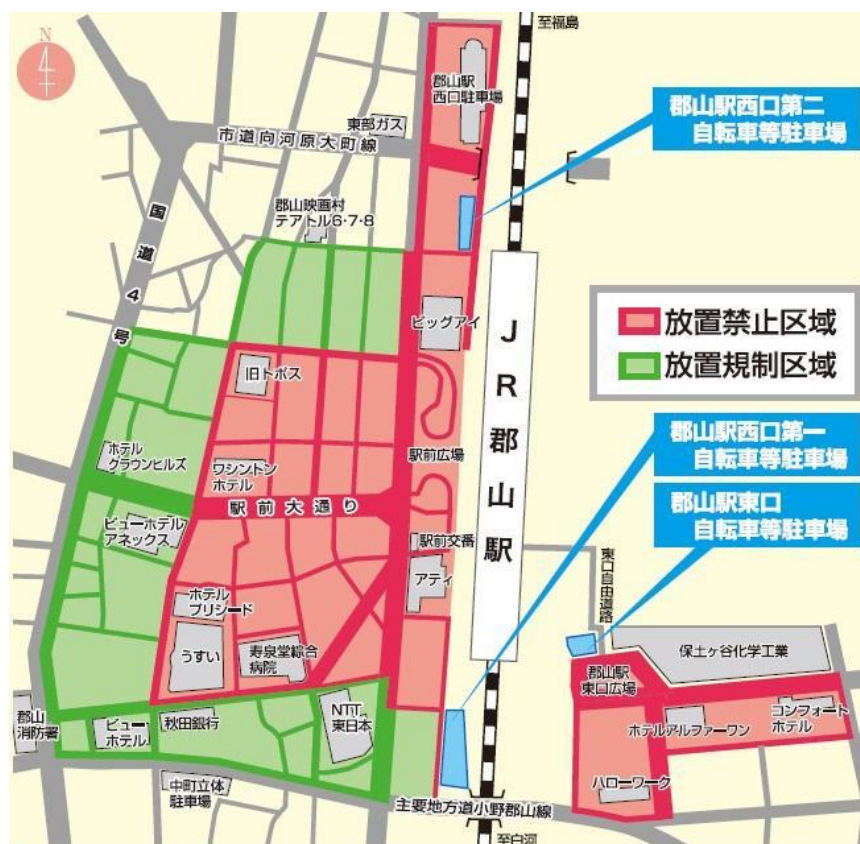 至福島
N
郡山駅
西口駐車場
郡山駅西口第二
自転車等駐車場
東部ガス
市道向河原大町線
郡山映画村
テアトル6・7・8
国道4号
ビッグアイ
JR郡山駅
放置禁止区域
放置規制区域
旧トポス
郡山駅西口第一
自転車等駐車場
ホテル
グラウンヒルズ
ワシントン
ホテル
駅前広場
駅前大通り
郡山駅東口
自転車等駐車場
ビューホテル
アネックス
駅前交番
アティ
東口自由通路
ホテル
プリシード
うすい
寿泉堂綜合
病院
保土ヶ谷化学工業
郡山駅
東口広場
郡山
消防署
ビュー
ホテル
秋田銀行
NTT
東日本
ホテルアルファーワン
コンフォート
ホテル
中町立体
駐車場
ハローワーク
主要地方道小野郡山線
至白河